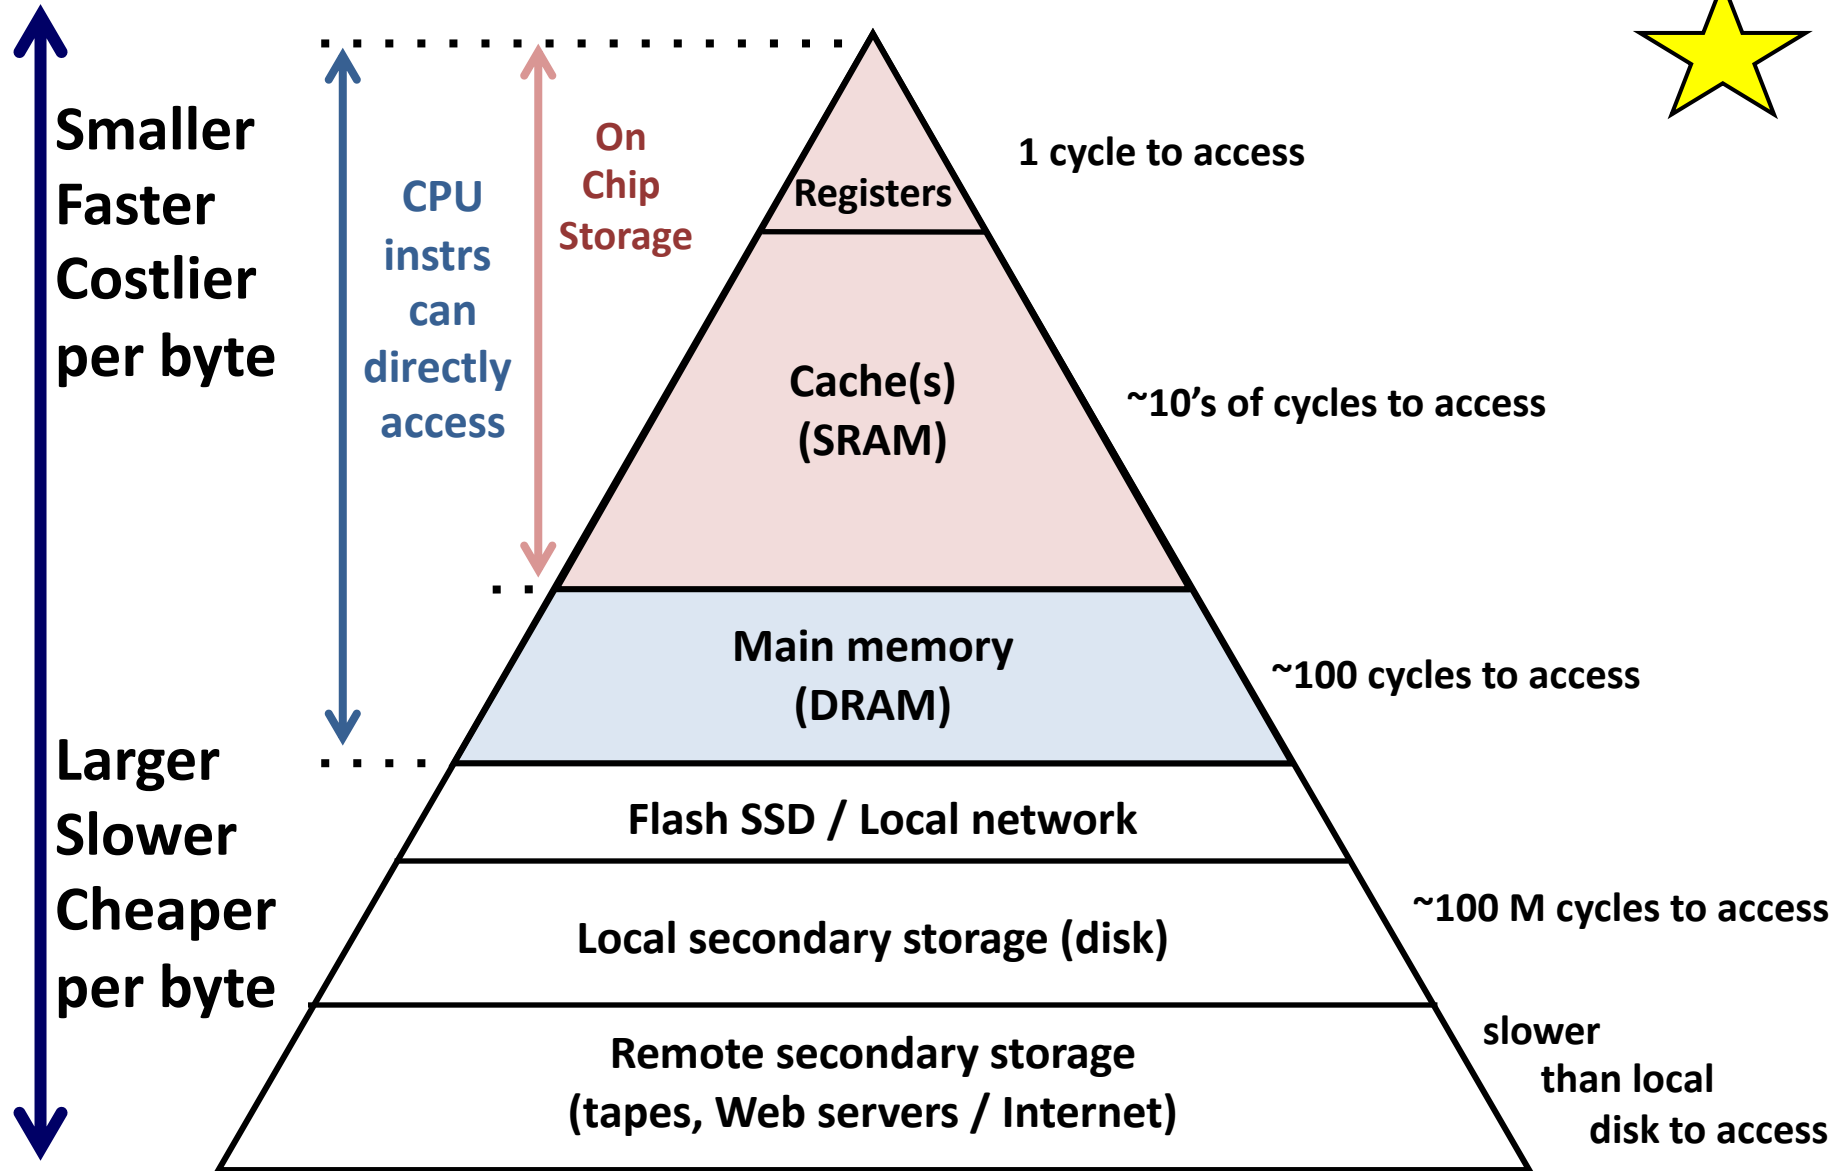 Smaller
Faster
Costlier
per byte
Larger
Slower
Cheaper
per byte
CPU
instrs
can
directly
access
On
Chip
Storage
Registers
1 cycle to access
Cache(s)
(SRAM)
~10’s of cycles to access
Main memory
(DRAM)
~100 cycles to access
Flash SSD / Local network
Local secondary storage (disk)
~100 M cycles to access
Remote secondary storage
(tapes, Web servers / Internet)
slower
than local
disk to access